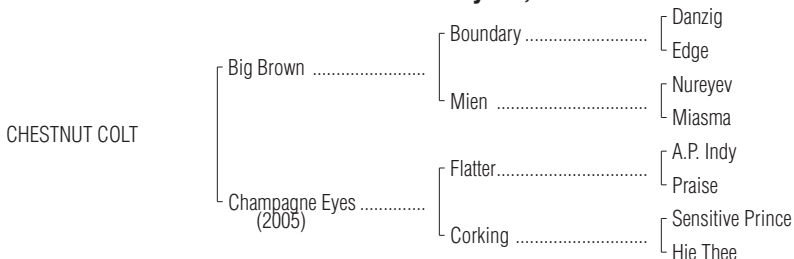 Danzig
Boundary ..........................
Edge
Big Brown ........................
Nureyev
Mien ................................
Miasma
CHESTNUT COLT
A.P. Indy
Flatter................................
Praise
Champagne Eyes ..............
(2005)
Sensitive Prince
Corking ............................
Hie Thee